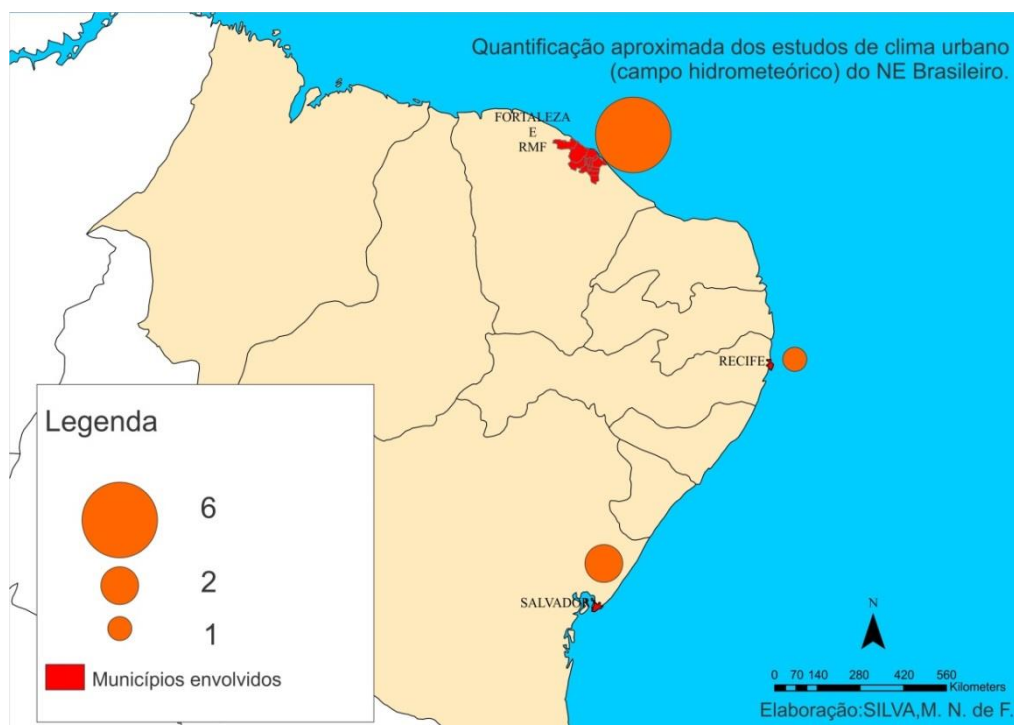 Quantificação aproximada dos estudos de clima urbano
(campo hidrometeórico) do NE Brasileiro.
FORTALEZA
E
RMF
RECIFE
SALVADOR
Legenda
6
2
1
Municípios envolvidos
N
0 70 140 280 420 560
Kilometers
Elaboração:SILVA,M. N. de F.